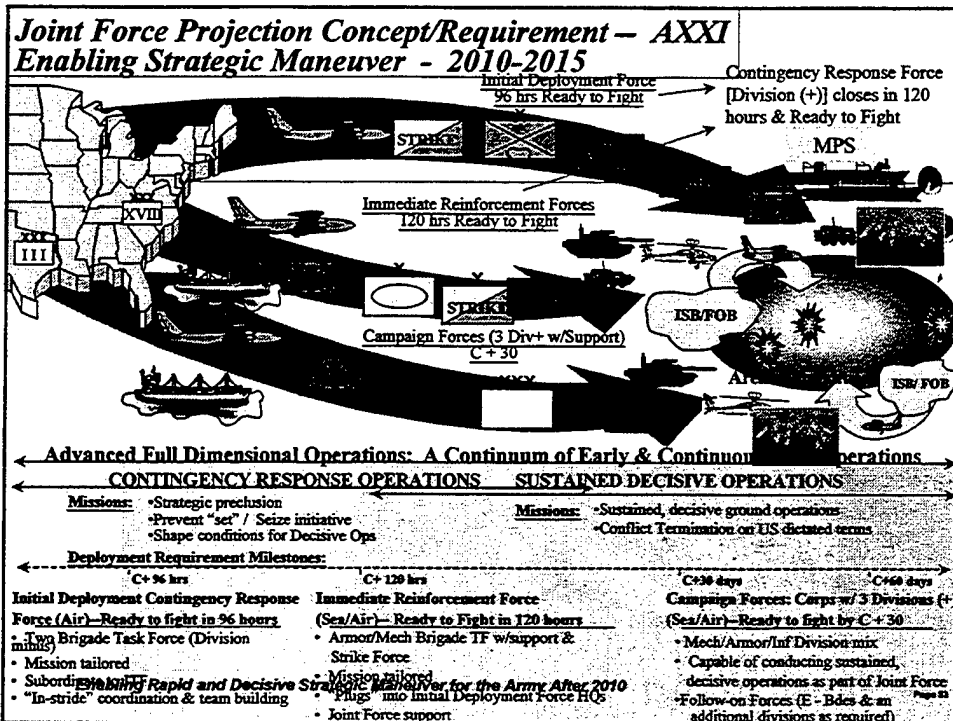 Joint Force Projection Concept/Requirement – AXXI
Enabling Strategic Maneuver - 2010-2015
Initial Deployment Force
96 hrs Ready to Fight
Contingency Response Force
[Division (+)] closes in 120
hours & Ready to Fight
MPS
STRIKE
XVIII
III
Immediate Reinforcement Forces
120 hrs Ready to Fight
STRIKE
ISB/FOB
Campaign Forces (3 Div+ w/Support)
C + 30
XXX
ISB/ FOB
Advanced Full Dimensional Operations: A Continuum of Early & Continuous
CONTINGENCY RESPONSE OPERATIONS SUSTAINED DECISIVE OPERATIONS
Missions: •Strategic preclusion
•Prevent "set" / Seize initiative
•Shape conditions for Decisive Ops
Missions: •Sustained, decisive ground operations
•Conflict Termination on US dictated terms
Deployment Requirement Milestones:
C+ 96 hrs C+ 120 hrs C+30 days C+60 days
Initial Deployment Contingency Response
Force (Air)—Ready to fight in 96 hours
• Two Brigade Task Force (Division
minus)
• Mission tailored
• Subordinate
• "In-stride" coordination & team building
Immediate Reinforcement Force
(Sea/Air)—Ready to Fight in 120 hours
• Armor/Mech Brigade TF w/support &
Strike Force
• Mission tailored
• "Plugs" into Initial Deployment Force HQs
• Joint Force support
Campaign Forces: Corps w/ 3 Divisions (+
(Sea/Air)—Ready to fight by C + 30
• Mech/Armor/Inf Division mix
• Capable of conducting sustained,
decisive operations as part of Joint Force
•Follow-on Forces (E - Bdes & an
additional divisions as required)
Enabling Rapid and Decisive Strategic Maneuver for the Army After 2010